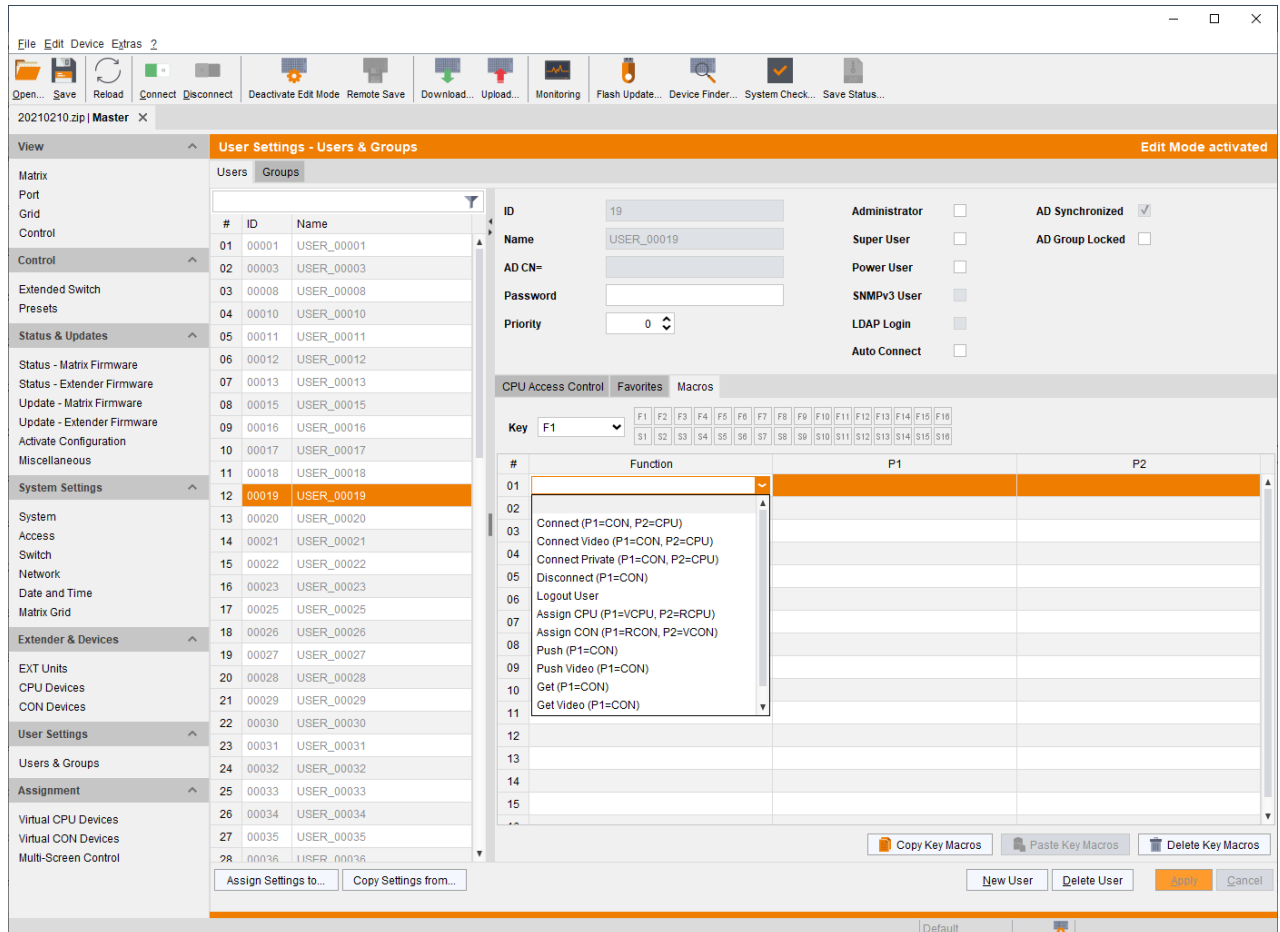 File Edit Device Extras ?
Open... Save Reload Connect Disconnect Deactivate Edit Mode Remote Save Download... Upload... Monitoring Flash Update... Device Finder... System Check... Save Status...
20210210.zip | Master
View
Matrix
Port
Grid
Control
Control
Extended Switch
Presets
Status & Updates
Status - Matrix Firmware
Status - Extender Firmware
Update - Matrix Firmware
Update - Extender Firmware
Activate Configuration
Miscellaneous
System Settings
System
Access
Switch
Network
Date and Time
Matrix Grid
Extender & Devices
EXT Units
CPU Devices
CON Devices
User Settings
Users & Groups
Assignment
Virtual CPU Devices
Virtual CON Devices
Multi-Screen Control
User Settings - Users & Groups Edit Mode activated
Users Groups
# ID Name
01 00001 USER_00001
02 00003 USER_00003
03 00008 USER_00008
04 00010 USER_00010
05 00011 USER_00011
06 00012 USER_00012
07 00013 USER_00013
08 00015 USER_00015
09 00016 USER_00016
10 00017 USER_00017
11 00018 USER_00018
12 00019 USER_00019
13 00020 USER_00020
14 00021 USER_00021
15 00022 USER_00022
16 00023 USER_00023
17 00025 USER_00025
18 00026 USER_00026
19 00027 USER_00027
20 00028 USER_00028
21 00029 USER_00029
22 00030 USER_00030
23 00031 USER_00031
24 00032 USER_00032
25 00033 USER_00033
26 00034 USER_00034
27 00035 USER_00035
28 00036 USER_00036
Assign Settings to... Copy Settings from...
ID 19 Administrator AD Synchronized
Name USER_00019 Super User AD Group Locked
AD CN= Power User
Password SNMPv3 User
Priority 0 LDAP Login
Auto Connect
CPU Access Control Favorites Macros
Key F1
F1 F2 F3 F4 F5 F6 F7 F8 F9 F10 F11 F12 F13 F14 F15 F16
S1 S2 S3 S4 S5 S6 S7 S8 S9 S10 S11 S12 S13 S14 S15 S16
# Function P1 P2
01
02
03
04
05
06
07
08
09
10
11
12
13
14
15
Connect (P1=CON, P2=CPU)
Connect Video (P1=CON, P2=CPU)
Connect Private (P1=CON, P2=CPU)
Disconnect (P1=CON)
Logout User
Assign CPU (P1=VCPU, P2=RCPU)
Assign CON (P1=RCON, P2=VCON)
Push (P1=CON)
Push Video (P1=CON)
Get (P1=CON)
Get Video (P1=CON)
Copy Key Macros Paste Key Macros Delete Key Macros
New User Delete User Apply Cancel
Default